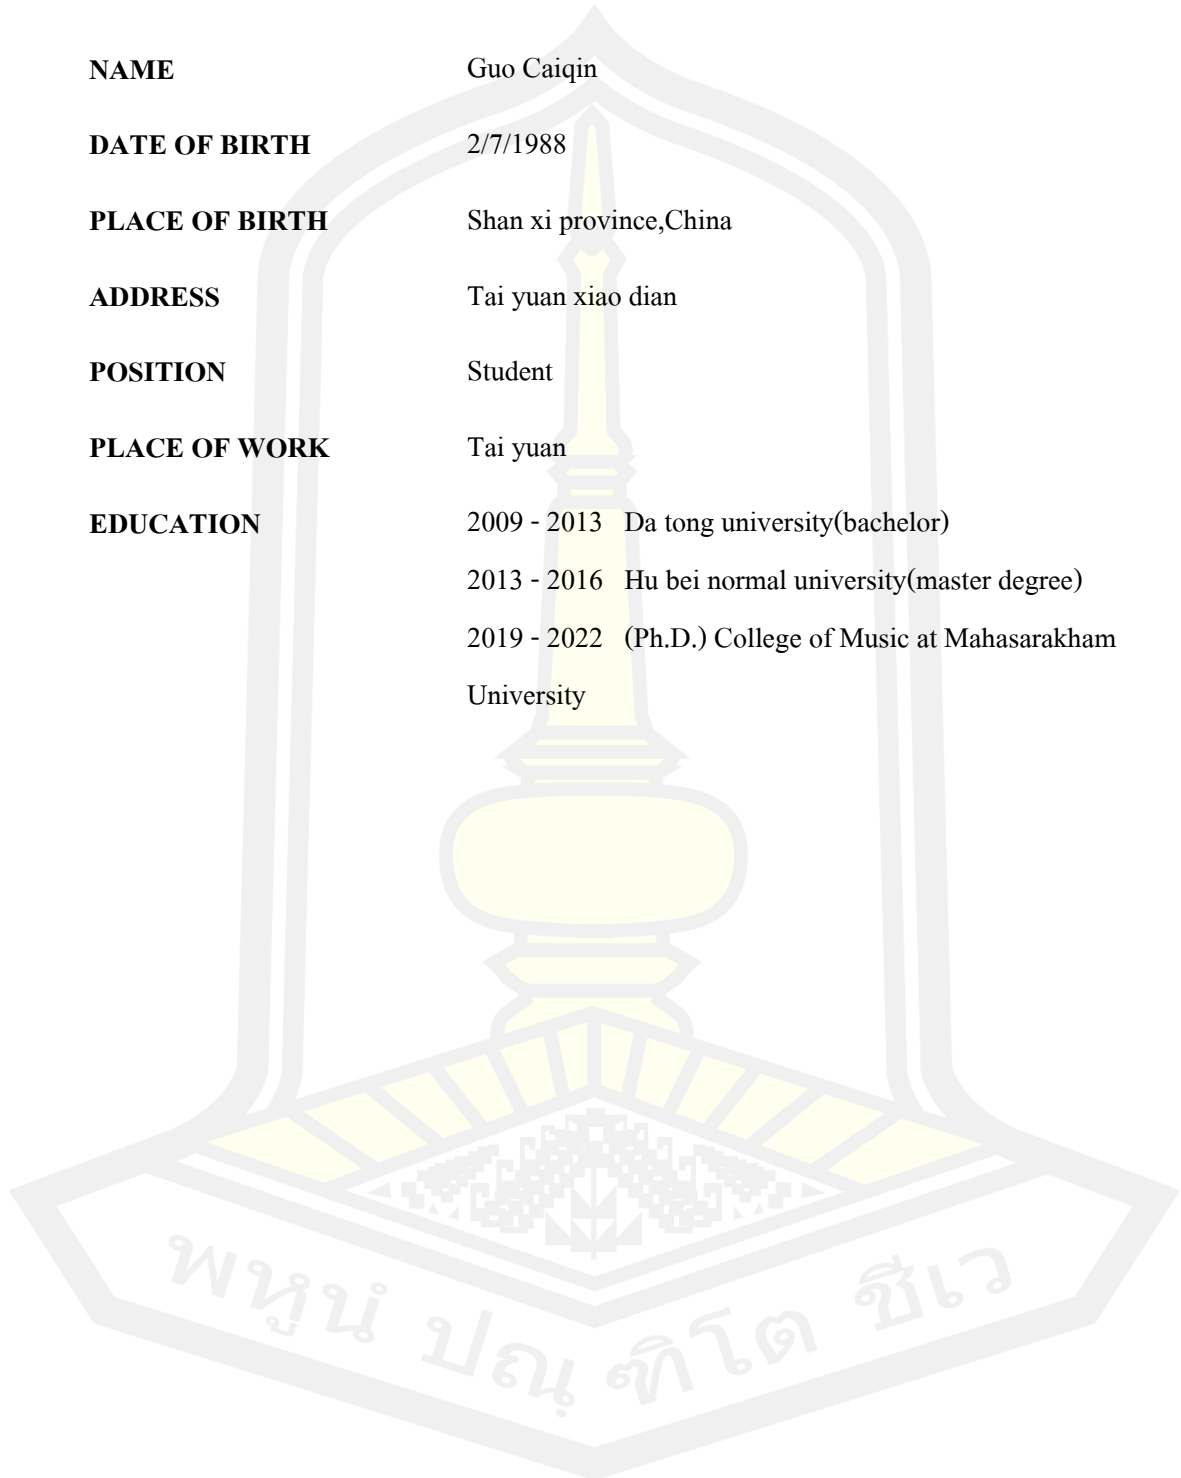 NAME Guo Caiqin
DATE OF BIRTH 2/7/1988
PLACE OF BIRTH Shan xi province,China
ADDRESS Tai yuan xiao dian
POSITION Student
PLACE OF WORK Tai yuan
EDUCATION 2009 - 2013 Da tong university(bachelor)
2013 - 2016 Hu bei normal university(master degree)
2019 - 2022 (Ph.D.) College of Music at Mahasarakham
University
พหูนํ ปณฺฑิโต ชีเว